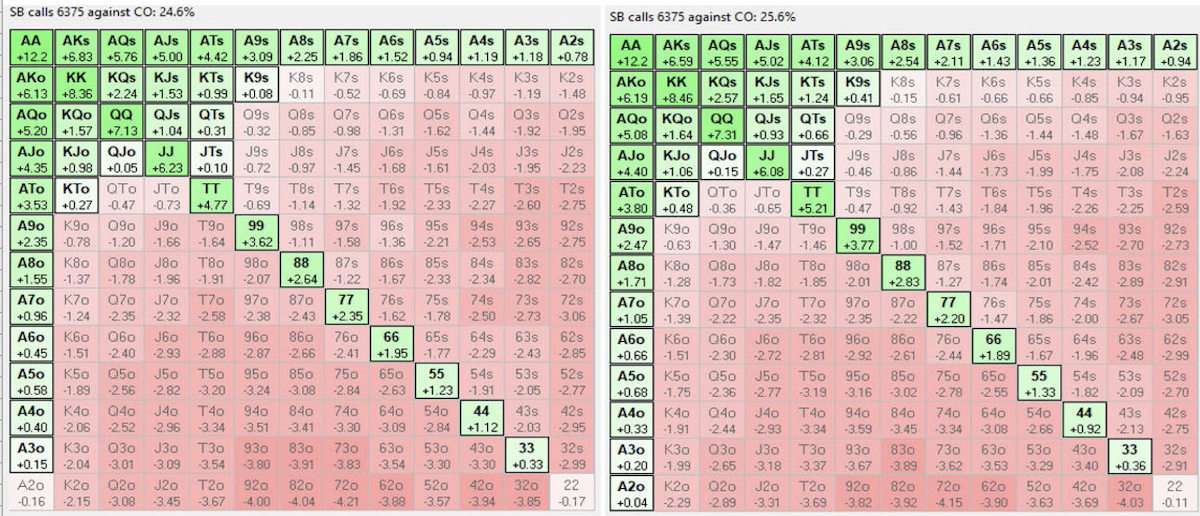 SB calls 6375 against CO: 24.6%
AA AKs AQs AJs ATs A9s A8s A7s A6s A5s A4s A3s A2s
+12.2 +6.83 +5.76 +5.00 +4.42 +3.09 +2.25 +1.86 +1.52 +0.94 +1.19 +1.18 +0.78
AKo KK KQs KJs KTs K9s K8s K7s K6s K5s K4s K3s K2s
+6.13 +8.36 +2.24 +1.53 +0.99 +0.08 -0.11 -0.52 -0.69 -0.84 -0.97 -1.19 -1.48
AQo KQo QQ QJs QTs Q9s Q8s Q7s Q6s Q5s Q4s Q3s Q2s
+5.20 +1.57 +7.13 +1.04 +0.31 -0.32 -0.85 -0.98 -1.31 -1.62 -1.44 -1.92 -1.95
AJo KJo QJo JJ JTs J9s J8s J7s J6s J5s J4s J3s J2s
+4.35 +0.98 +0.05 +6.23 +0.10 -0.72 -0.97 -1.45 -1.68 -1.61 -2.03 -1.95 -2.23
ATo KTo QTo JTo TT T9s T8s T7s T6s T5s T4s T3s T2s
+3.53 +0.27 -0.47 -0.73 +4.77 -0.69 -1.14 -1.32 -1.92 -2.33 -2.27 -2.60 -2.75
A9o K9o Q9o J9o T9o 99 98s 97s 96s 95s 94s 93s 92s
+2.35 -0.78 -1.20 -1.66 -1.64 +3.62 -1.11 -1.58 -1.36 -2.21 -2.53 -2.65 -2.75
A8o K8o Q8o J8o T8o 98o 88 87s 86s 85s 84s 83s 82s
+1.55 -1.37 -1.78 -1.96 -1.91 -2.07 +2.64 -1.22 -1.67 -2.33 -2.34 -2.82 -2.70
A7o K7o Q7o J7o T7o 97o 87o 77 76s 75s 74s 73s 72s
+0.96 -1.24 -2.35 -2.32 -2.58 -2.38 -2.43 +2.35 -1.62 -1.78 -2.50 -2.73 -3.06
A6o K6o Q6o J6o T6o 96o 86o 76o 66 65s 64s 63s 62s
+0.45 -1.51 -2.40 -2.93 -2.88 -2.87 -2.66 -2.41 +1.95 -1.77 -2.29 -2.43 -2.85
A5o K5o Q5o J5o T5o 95o 85o 75o 65o 55 54s 53s 52s
+0.58 -1.89 -2.56 -2.82 -3.20 -3.24 -3.08 -2.84 -2.63 +1.23 -1.91 -2.05 -2.77
A4o K4o Q4o J4o T4o 94o 84o 74o 64o 54o 44 43s 42s
+0.40 -2.06 -2.52 -2.96 -3.34 -3.51 -3.41 -3.30 -3.09 -2.84 +1.12 -2.03 -2.95
A3o K3o Q3o J3o T3o 93o 83o 73o 63o 53o 43o 33 32s
+0.15 -2.04 -3.01 -3.09 -3.54 -3.80 -3.91 -3.83 -3.54 -3.30 -3.30 +0.33 -2.99
A2o K2o Q2o J2o T2o 92o 82o 72o 62o 52o 42o 32o 22
-0.16 -2.15 -3.08 -3.45 -3.67 -4.00 -4.04 -4.21 -3.88 -3.57 -3.94 -3.85 -0.17
SB calls 6375 against CO: 25.6%
AA AKs AQs AJs ATs A9s A8s A7s A6s A5s A4s A3s A2s
+12.2 +6.59 +5.55 +5.02 +4.12 +3.06 +2.54 +2.11 +1.43 +1.36 +1.23 +1.17 +0.94
AKo KK KQs KJs KTs K9s K8s K7s K6s K5s K4s K3s K2s
+6.19 +8.46 +2.57 +1.65 +1.24 +0.41 -0.15 -0.61 -0.66 -0.66 -0.85 -0.94 -0.95
AQo KQo QQ QJs QTs Q9s Q8s Q7s Q6s Q5s Q4s Q3s Q2s
+5.08 +1.64 +7.31 +0.93 +0.66 -0.29 -0.56 -0.96 -1.36 -1.44 -1.48 -1.67 -1.63
AJo KJo QJo JJ JTs J9s J8s J7s J6s J5s J4s J3s J2s
+4.40 +1.06 +0.15 +6.08 +0.27 -0.46 -0.86 -1.44 -1.73 -1.99 -1.75 -2.08 -2.24
ATo KTo QTo JTo TT T9s T8s T7s T6s T5s T4s T3s T2s
+3.80 +0.48 -0.36 -0.65 +5.21 -0.47 -0.92 -1.43 -1.84 -1.96 -2.26 -2.25 -2.59
A9o K9o Q9o J9o T9o 99 98s 97s 96s 95s 94s 93s 92s
+2.47 -0.63 -1.30 -1.47 -1.46 +3.77 -1.00 -1.52 -1.71 -2.10 -2.52 -2.70 -2.73
A8o K8o Q8o J8o T8o 98o 88 87s 86s 85s 84s 83s 82s
+1.71 -1.28 -1.73 -1.82 -1.85 -2.01 +2.83 -1.27 -1.74 -2.01 -2.42 -2.89 -2.91
A7o K7o Q7o J7o T7o 97o 87o 77 76s 75s 74s 73s 72s
+1.05 -1.39 -2.22 -2.35 -2.32 -2.35 -2.22 +2.20 -1.47 -1.86 -2.00 -2.67 -3.05
A6o K6o Q6o J6o T6o 96o 86o 76o 66 65s 64s 63s 62s
+0.66 -1.51 -2.30 -2.72 -2.81 -2.92 -2.61 -2.44 +1.89 -1.67 -1.96 -2.48 -2.99
A5o K5o Q5o J5o T5o 95o 85o 75o 65o 55 54s 53s 52s
+0.68 -1.75 -2.36 -2.77 -3.19 -3.16 -3.02 -2.78 -2.55 +1.33 -1.82 -2.09 -2.70
A4o K4o Q4o J4o T4o 94o 84o 74o 64o 54o 44 43s 42s
+0.33 -1.91 -2.44 -2.93 -3.34 -3.59 -3.45 -3.34 -3.08 -2.66 +0.92 -2.13 -2.75
A3o K3o Q3o J3o T3o 93o 83o 73o 63o 53o 43o 33 32s
+0.20 -1.99 -2.65 -3.18 -3.37 -3.67 -3.89 -3.62 -3.53 -3.29 -3.40 +0.36 -2.91
A2o K2o Q2o J2o T2o 92o 82o 72o 62o 52o 42o 32o 22
+0.04 -2.29 -2.89 -3.31 -3.69 -3.82 -3.92 -4.15 -3.90 -3.63 -3.69 -4.03 -0.11